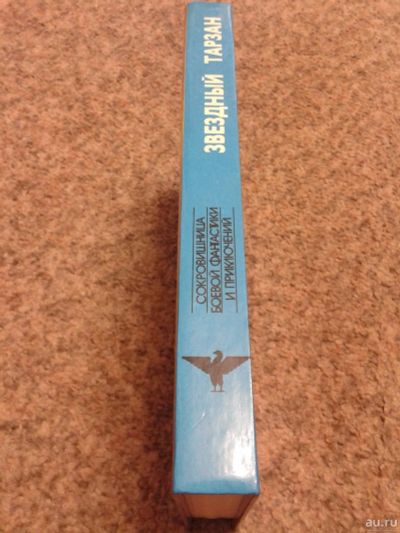 ЗВЕЗДНЫЙ ТАРЗАН
СОКРОВИЩНИЦА
БОЕВОЙ ФАНТАСТИКИ
И ПРИКЛЮЧЕНИЙ
au.ru